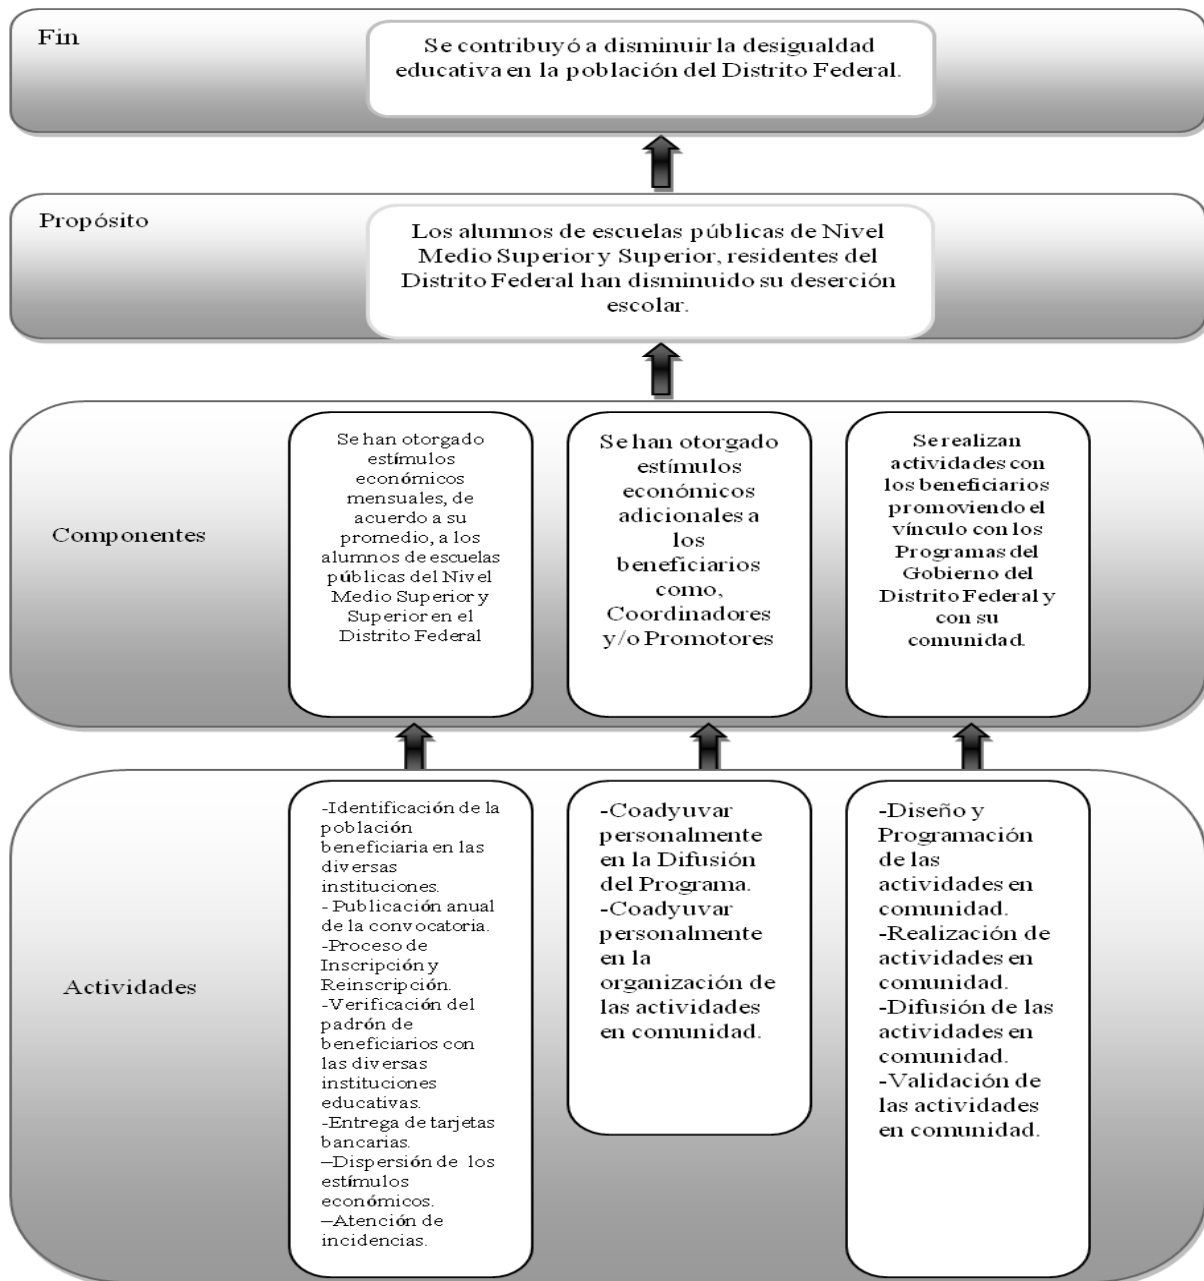 Fin
Se contribuyó a disminuir la desigualdad
educativa en la población del Distrito Federal.
Propósito
Los alumnos de escuelas públicas de Nivel
Medio Superior y Superior, residentes del
Distrito Federal han disminuido su deserción
escolar.
Componentes
Se han otorgado
estímulos
económicos
mensuales, de
acuerdo a su
promedio, a los
alumnos de escuelas
públicas del Nivel
Medio Superior y
Superior en el
Distrito Federal
Se han otorgado
estímulos
económicos
adicionales a
los
beneficiarios
como,
Coordinadores
y/o Promotores
Se realizan
actividades con
los beneficiarios
promoviendo el
vínculo con los
Programas del
Gobierno del
Distrito Federal y
con su
comunidad.
Actividades
-Identificación de la
población
beneficiaria en las
diversas
instituciones.
- Publicación anual
de la convocatoria.
-Proceso de
Inscripción y
Reinscripción.
-Verificación del
padrón de
beneficiarios con
las diversas
instituciones
educativas.
-Entrega de tarjetas
bancarias.
–Dispersión de los
estímulos
económicos.
–Atención de
incidencias.
-Coadyuvar
personalmente
en la Difusión
del Programa.
-Coadyuvar
personalmente
en la
organización de
las actividades
en comunidad.
-Diseño y
Programación
de las
actividades en
comunidad.
-Realización de
actividades en
comunidad.
-Difusión de las
actividades en
comunidad.
-Validación de
las actividades
en comunidad.